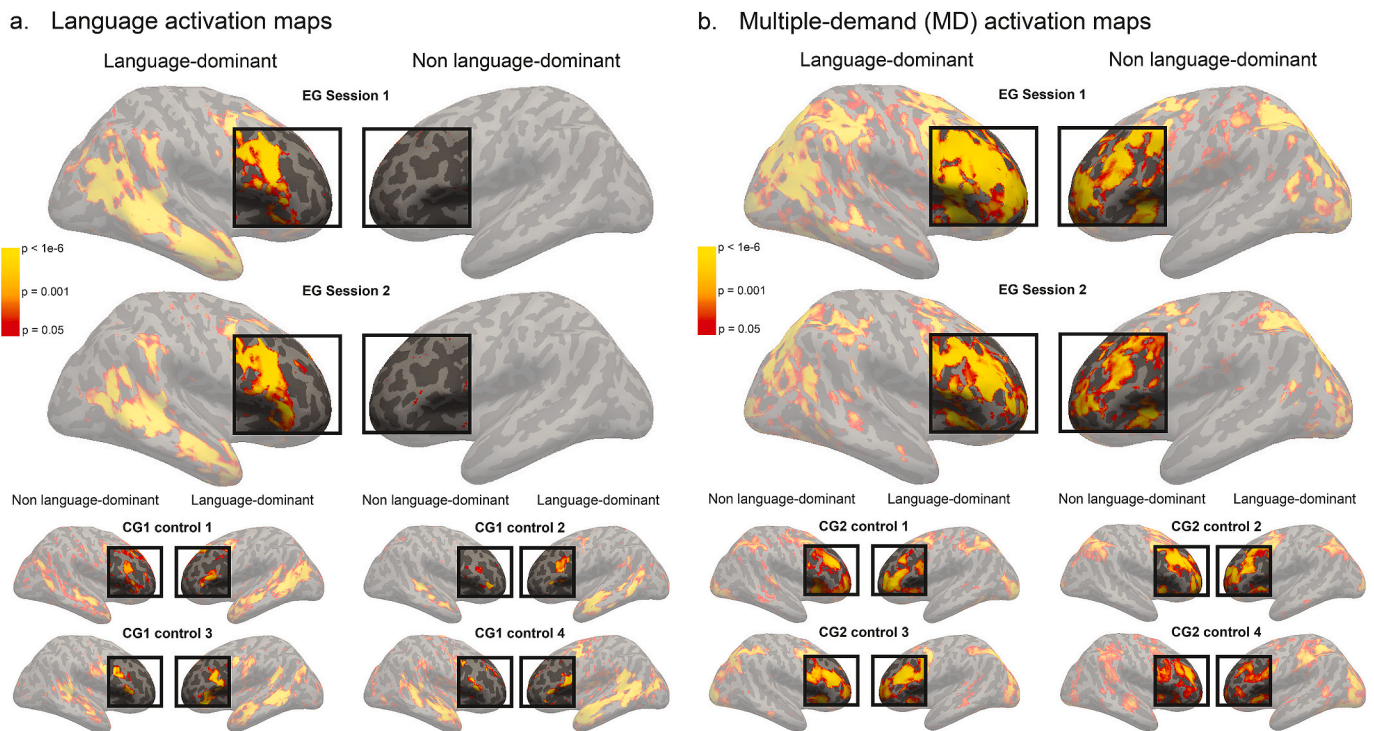 a. Language activation maps
Language-dominant Non language-dominant
EG Session 1
p < 1e-6
p = 0.001
p = 0.05
EG Session 2
Non language-dominant Language-dominant Non language-dominant Language-dominant
CG1 control 1 CG1 control 2
CG1 control 3 CG1 control 4
b. Multiple-demand (MD) activation maps
Language-dominant Non language-dominant
EG Session 1
p < 1e-6
p = 0.001
p = 0.05
EG Session 2
Non language-dominant Language-dominant Non language-dominant Language-dominant
CG2 control 1 CG2 control 2
CG2 control 3 CG2 control 4